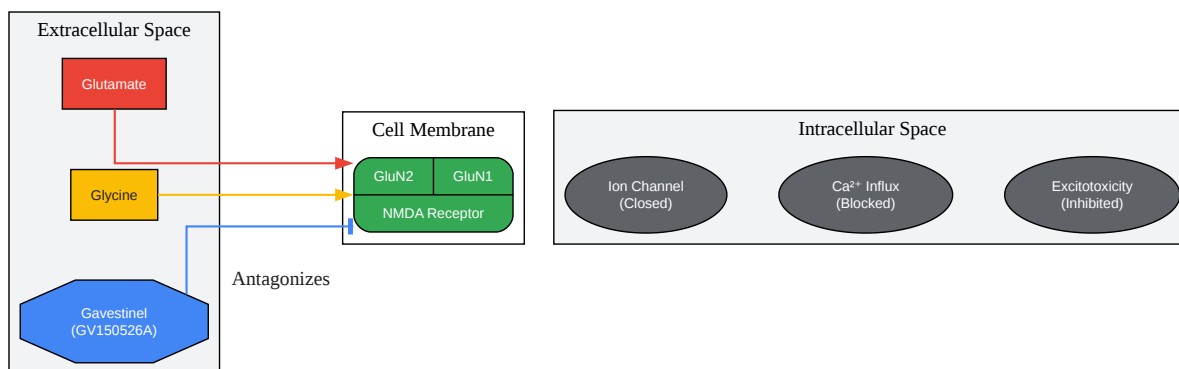 Extracellular Space
Glutamate
Glycine
Gavestinel
(GV150526A)
Antagonizes
Cell Membrane
GluN2
GluN1
NMDA Receptor
Intracellular Space
Ion Channel
(Closed)
Ca²⁺ Influx
(Blocked)
Excitotoxicity
(Inhibited)